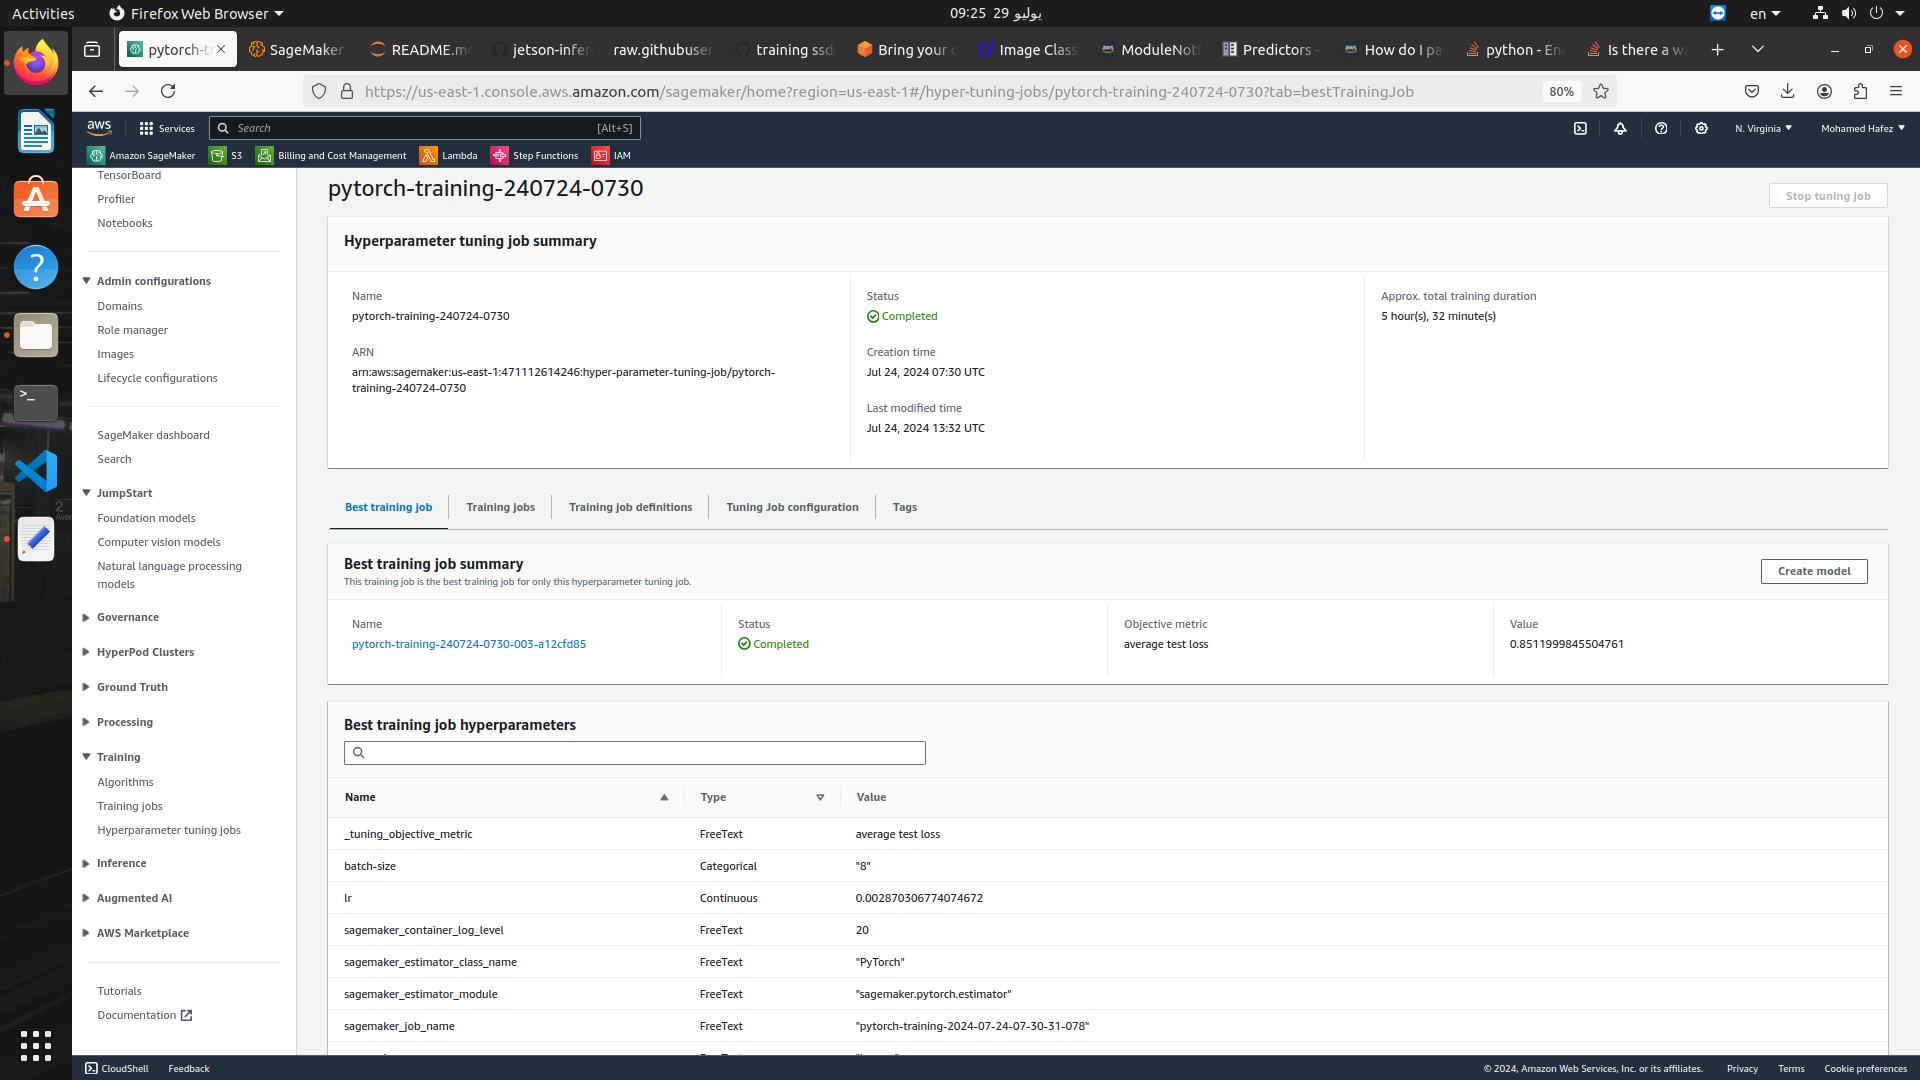 Activities
Firefox Web Browser
09:25 29 يوليو
en
pytorch-t
SageMaker
README.m
jetson-infer
raw.githubuser
training ssd-
Bring your
Image Class
ModuleNot
Predictors
How do I pa
python - En
Is there a wa
https://us-east-1.console.aws.amazon.com/sagemaker/home?region=us-east-1#/hyper-tuning-jobs/pytorch-training-240724-0730?tab=bestTrainingJob
80%
aws
Services
Search
[Alt+S]
N. Virginia
Mohamed Hafez
Amazon SageMaker
S3
Billing and Cost Management
Lambda
Step Functions
IAM
TensorBoard
Profiler
Notebooks
Admin configurations
Domains
Role manager
Images
Lifecycle configurations
SageMaker dashboard
Search
JumpStart
Foundation models
Computer vision models
Natural language processing
models
Governance
HyperPod Clusters
Ground Truth
Processing
Training
Algorithms
Training jobs
Hyperparameter tuning jobs
Inference
Augmented AI
AWS Marketplace
Tutorials
Documentation
pytorch-training-240724-0730
Stop tuning job
Hyperparameter tuning job summary
Name
pytorch-training-240724-0730
ARN
arn:aws:sagemaker:us-east-1:471112614246:hyper-parameter-tuning-job/pytorch-
training-240724-0730
Status
Completed
Creation time
Jul 24, 2024 07:30 UTC
Last modified time
Jul 24, 2024 13:32 UTC
Approx. total training duration
5 hour(s), 32 minute(s)
Best training job
Training jobs
Training job definitions
Tuning Job configuration
Tags
Best training job summary
This training job is the best training job for only this hyperparameter tuning job.
Create model
Name
pytorch-training-240724-0730-003-a12cfd85
Status
Completed
Objective metric
average test loss
Value
0.8511999845504761
Best training job hyperparameters
Name Type Value
_tuning_objective_metric FreeText average test loss
batch-size Categorical "8"
lr Continuous 0.002870306774074672
sagemaker_container_log_level FreeText 20
sagemaker_estimator_class_name FreeText "PyTorch"
sagemaker_estimator_module FreeText "sagemaker.pytorch.estimator"
sagemaker_job_name FreeText "pytorch-training-2024-07-24-07-30-31-078"
CloudShell
Feedback
© 2024, Amazon Web Services, Inc. or its affiliates.
Privacy
Terms
Cookie preferences